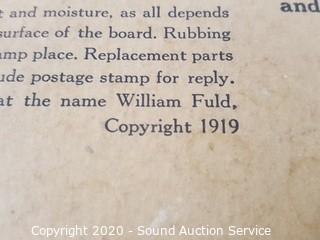 and
t and moisture, as all depends
surface of the board. Rubbing
amp place. Replacement parts
ude postage stamp for reply.
at the name William Fuld,
Copyright 1919
Copyright 2020 - Sound Auction Service